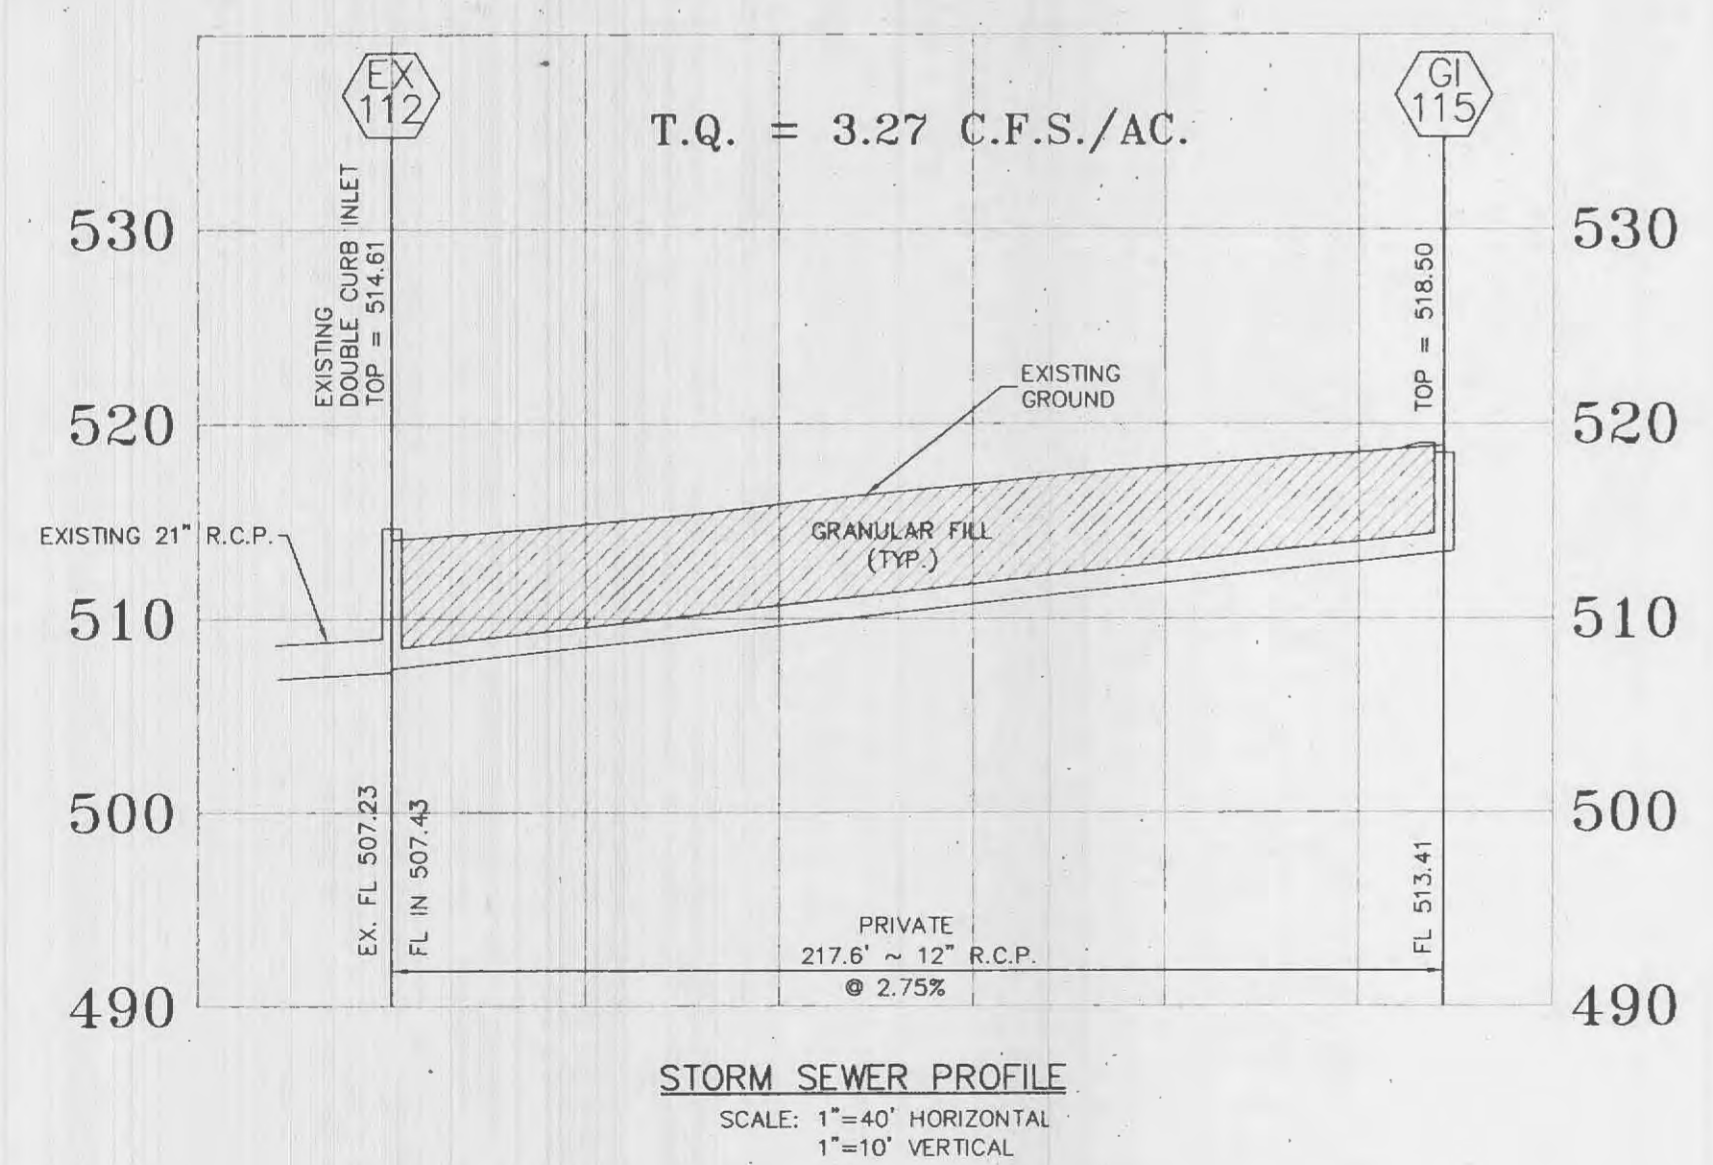 EX
112
GI
115
T.Q. = 3.27 C.F.S./AC.
EXISTING
DOUBLE CURB INLET
TOP = 514.61
TOP = 518.50
530
530
520
520
EXISTING
GROUND
EXISTING 21" R.C.P.
GRANULAR FILL
(TYP.)
510
510
500
500
EX. FL 507.23
FL IN 507.43
FL 513.41
PRIVATE
217.6' ~ 12" R.C.P.
@ 2.75%
490
490
STORM SEWER PROFILE
SCALE: 1"=40' HORIZONTAL
1"=10' VERTICAL